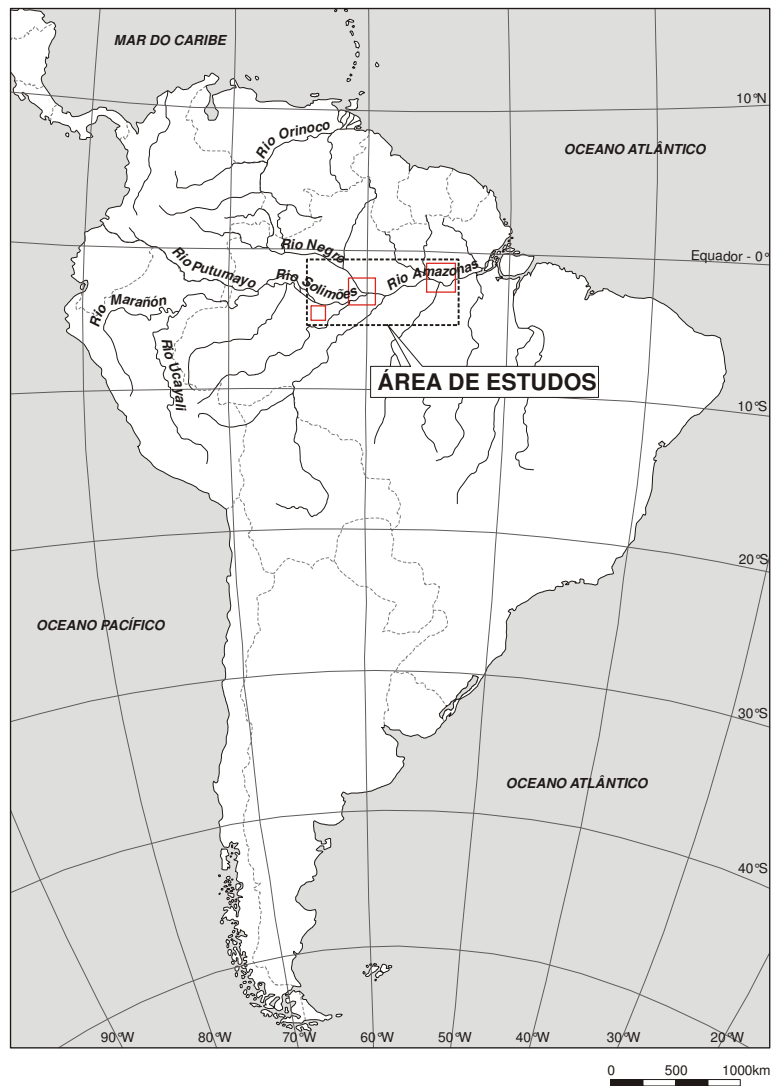 MAR DO CARIBE
10°N
Rio Orinoco
OCEANO ATLÂNTICO
Rio Negro
Equador - 0°
Rio Putumayo
Rio Solimões
Rio Amazonas
Rio Marañón
Rio Ucayali
ÁREA DE ESTUDOS
10°S
20°S
OCEANO PACÍFICO
30°S
OCEANO ATLÂNTICO
40°S
90°W 80°W 70°W 60°W 50°W 40°W 30°W 20°W
0 500 1000km